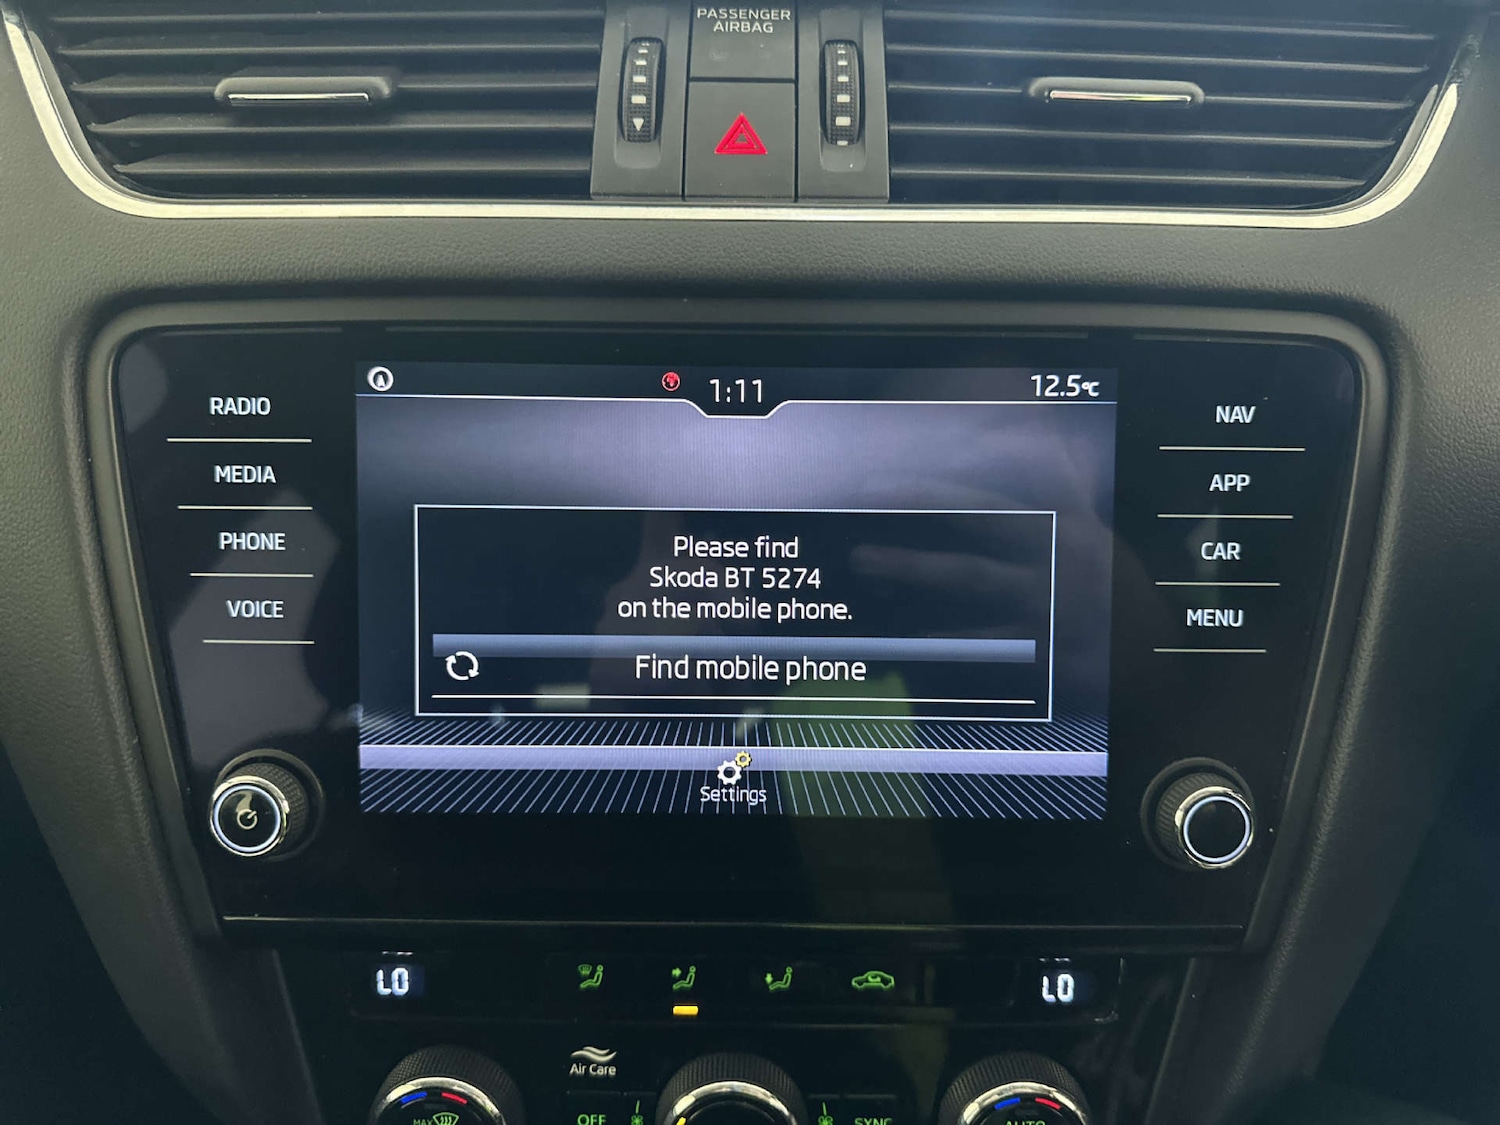 PASSENGER
AIRBAG
1:11
12.5°C
RADIO
MEDIA
PHONE
VOICE
Please find
Skoda BT 5274
on the mobile phone.
Find mobile phone
Settings
NAV
APP
CAR
MENU
LO
LO
Air Care
MAX
OFF
SYNC
AUTO